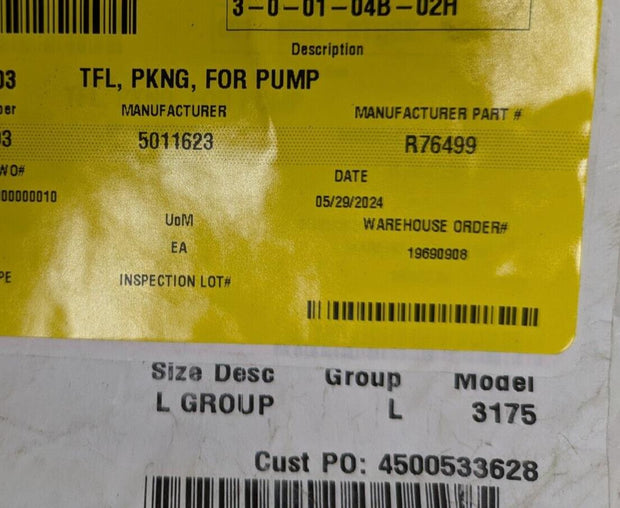 3-0-01-04B-02H
Description
03 TFL, PKNG, FOR PUMP
MANUFACTURER MANUFACTURER PART #
5011623 R76499
WO# DATE
00000010 05/29/2024
UoM WAREHOUSE ORDER#
EA 19690908
INSPECTION LOT#
Size Desc Group Model
L GROUP L 3175
Cust PO: 4500533628